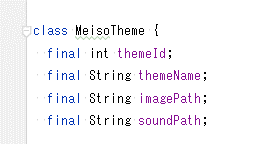 class MeisoTheme {
  final int themeId;
  final String themeName;
  final String imagePath;
  final String soundPath;